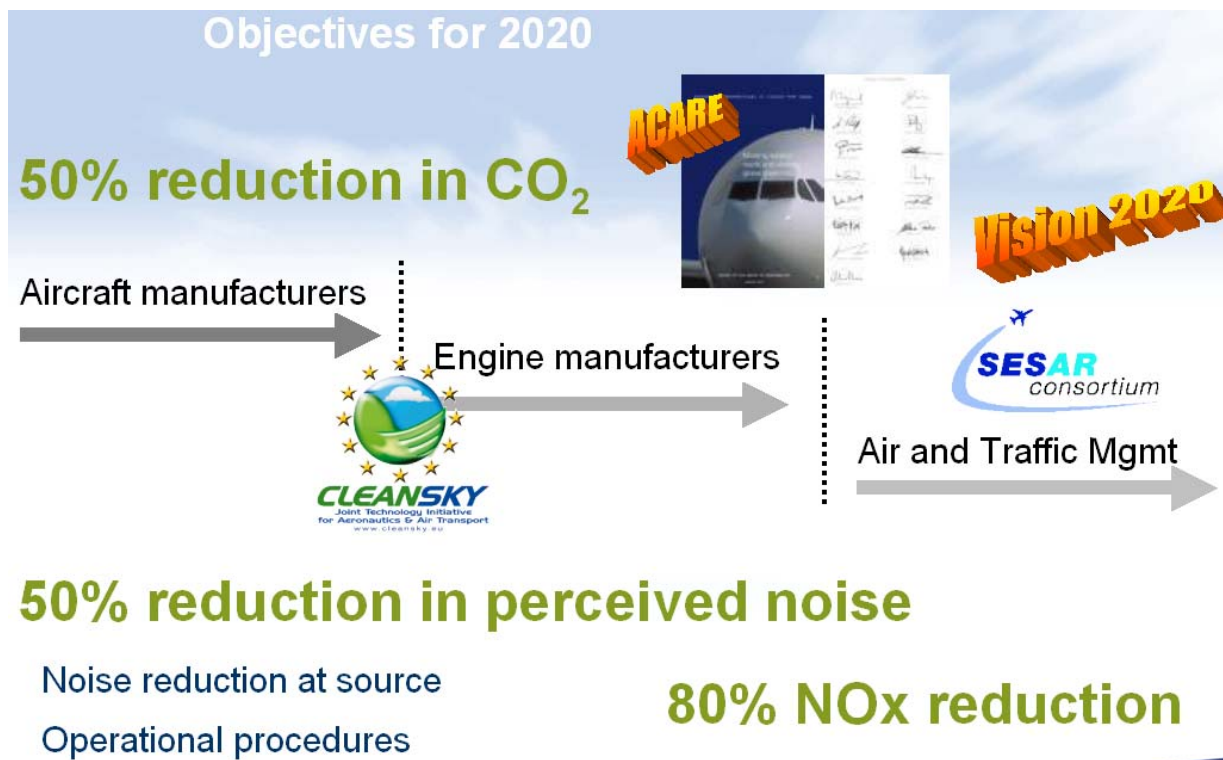 Objectives for 2020
ACARE
50% reduction in CO₂
Vision 2020
Aircraft manufacturers
Engine manufacturers
SESAR
consortium
Air and Traffic Mgmt
CLEANSKY
Joint Technology Initiative
for Aeronautics & Air Transport
www.cleansky.eu
50% reduction in perceived noise
Noise reduction at source
Operational procedures
80% NOx reduction